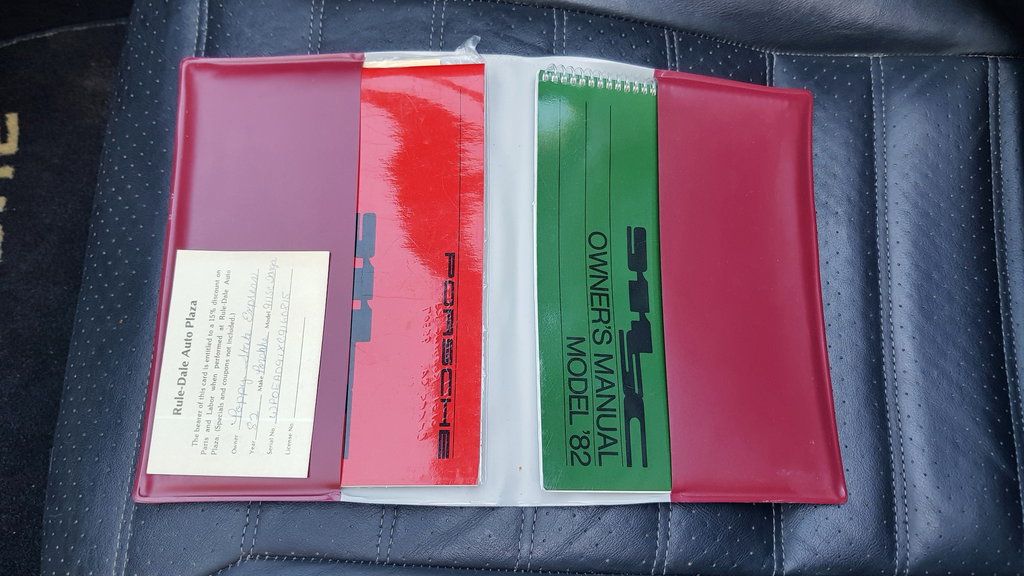 Rule-Dale Auto Plaza
The bearer of this card is entitled to a 15% discount on
Parts and Labor when performed at Rule-Dale Auto
Plaza. (Specials and coupons not included.)
Owner
Year 82 Make Porsche Model
Serial No.
License No.
PORSCHE
911 SC
OWNER'S MANUAL
MODEL '82